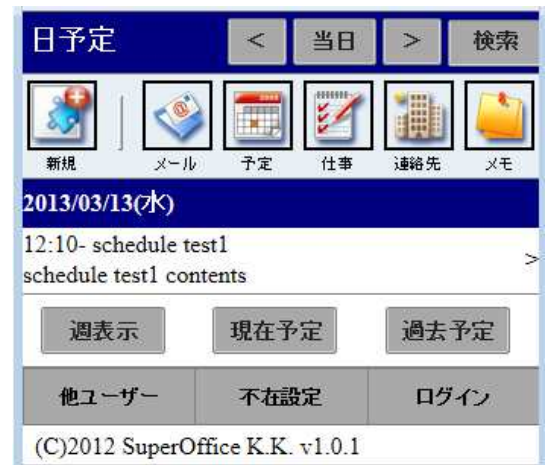 日予定 < 当日 > 検索
新規 メール 予定 仕事 連絡先 メモ
2013/03/13(水)
12:10- schedule test1
schedule test1 contents >
週表示 現在予定 過去予定
他ユーザー 不在設定 ログイン
(C)2012 SuperOffice K.K. v1.0.1